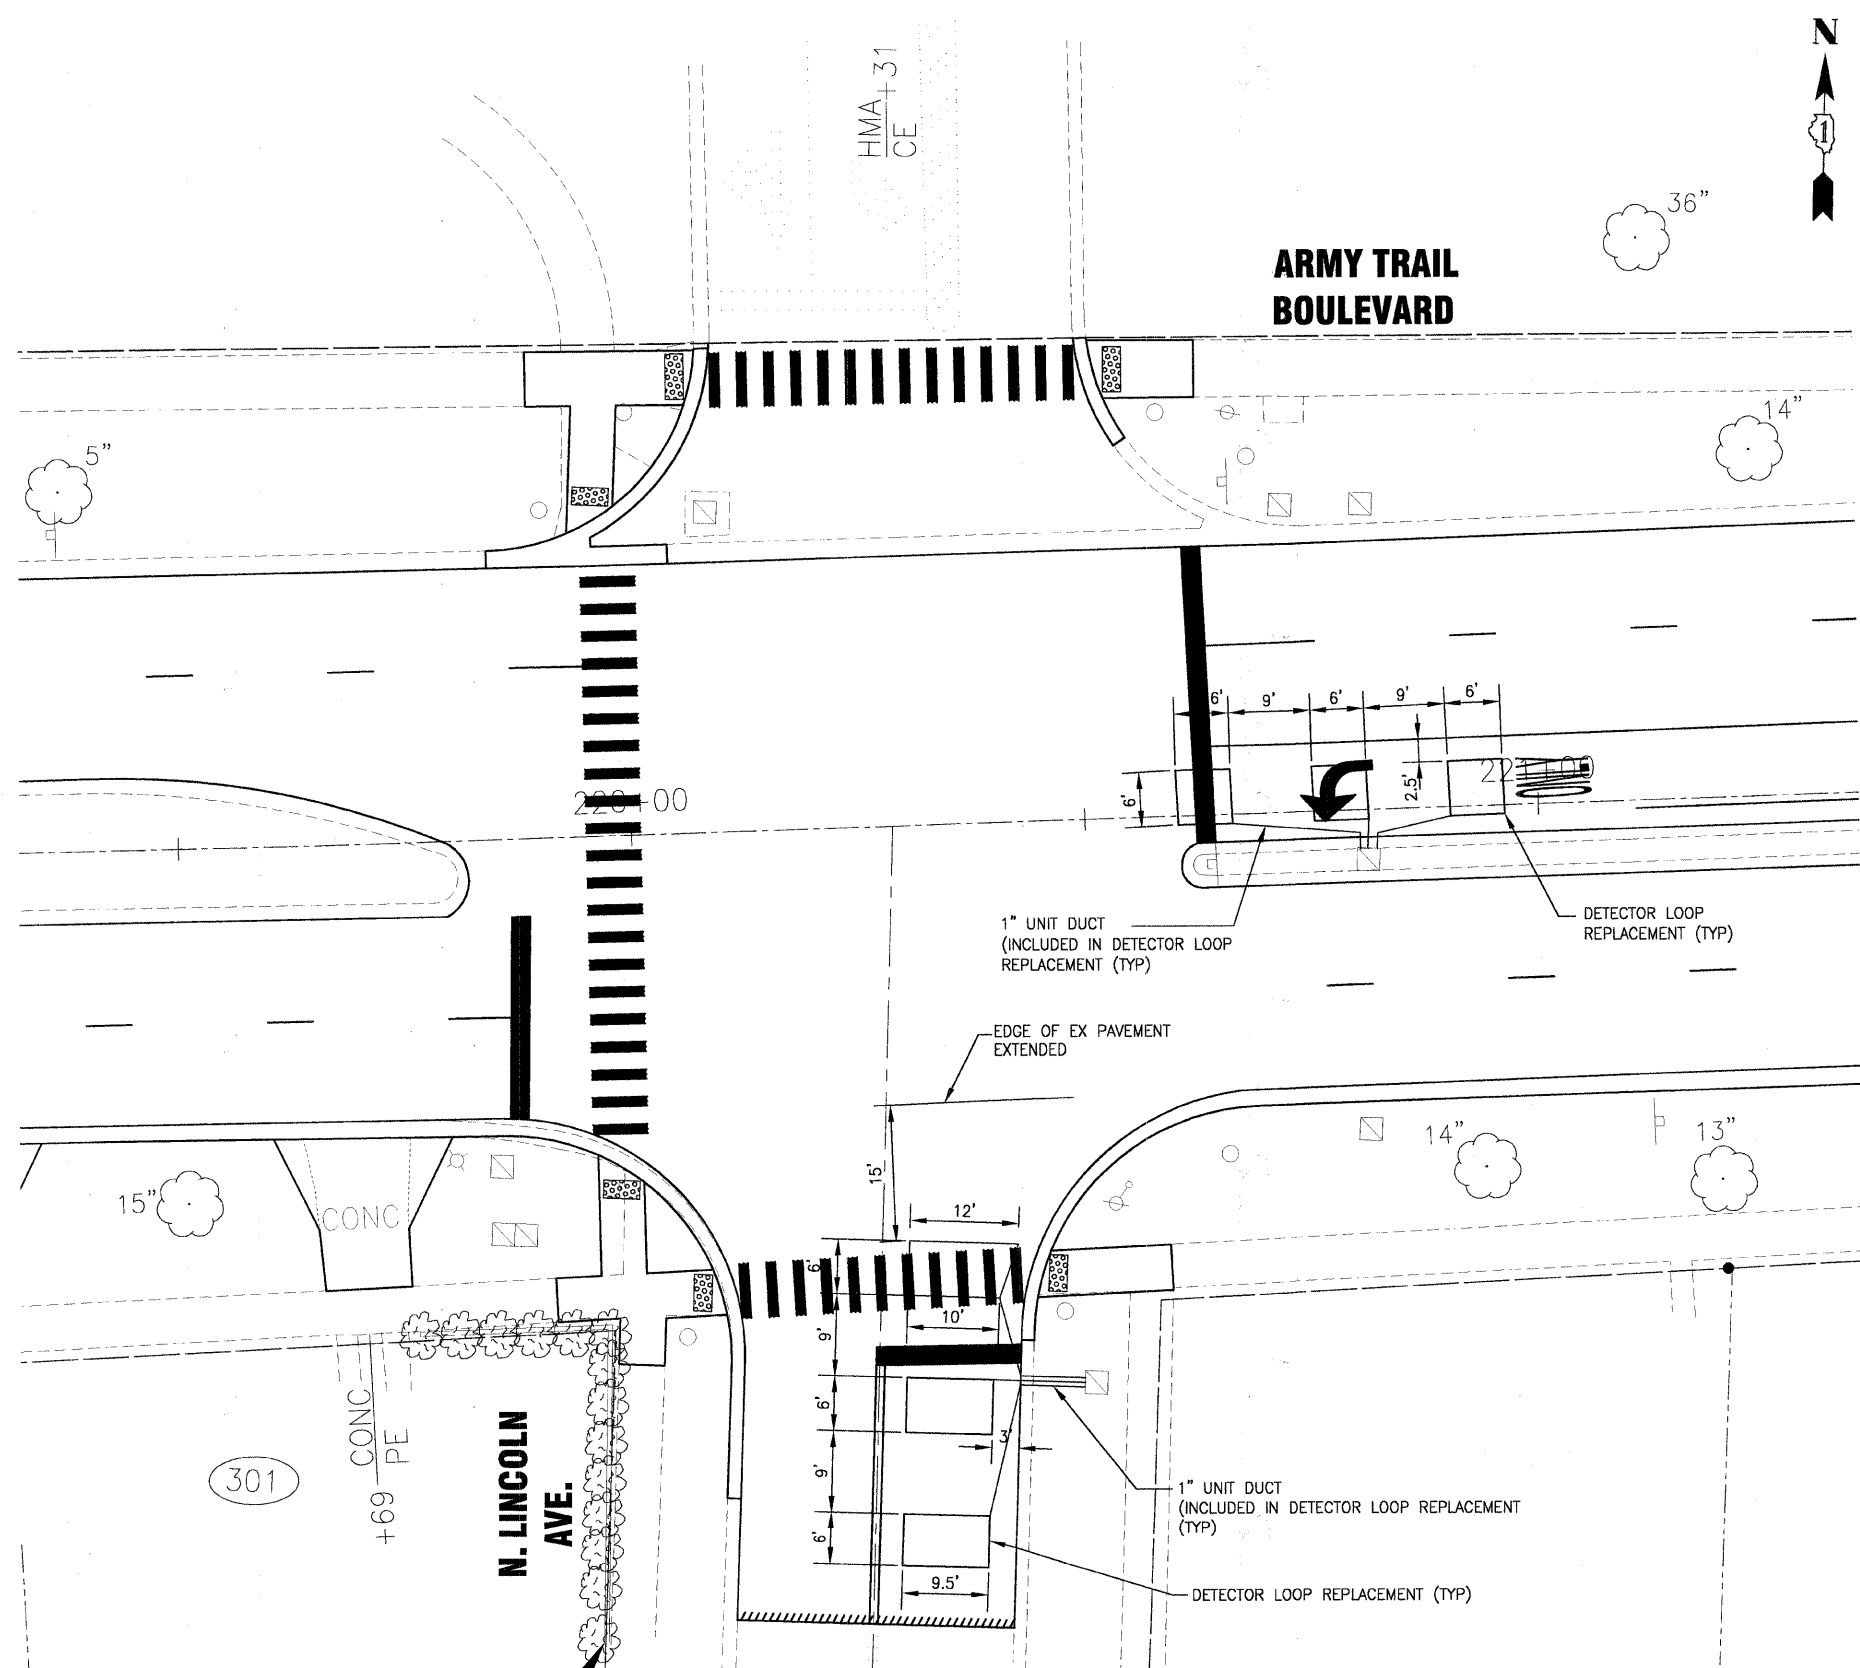 N
HMA +31
CE
1
36"
ARMY TRAIL
BOULEVARD
5"
14"
6'
9'
6'
9'
6'
6'
2.5'
1" UNIT DUCT
(INCLUDED IN DETECTOR LOOP
REPLACEMENT (TYP)
DETECTOR LOOP
REPLACEMENT (TYP)
EDGE OF EX PAVEMENT
EXTENDED
14"
13"
15"
CONC
15'
12'
6'
10'
9'
6'
3'
9'
6'
9.5'
+69 CONC
PE
301
N. LINCOLN
AVE.
1" UNIT DUCT
(INCLUDED IN DETECTOR LOOP REPLACEMENT
(TYP)
DETECTOR LOOP REPLACEMENT (TYP)